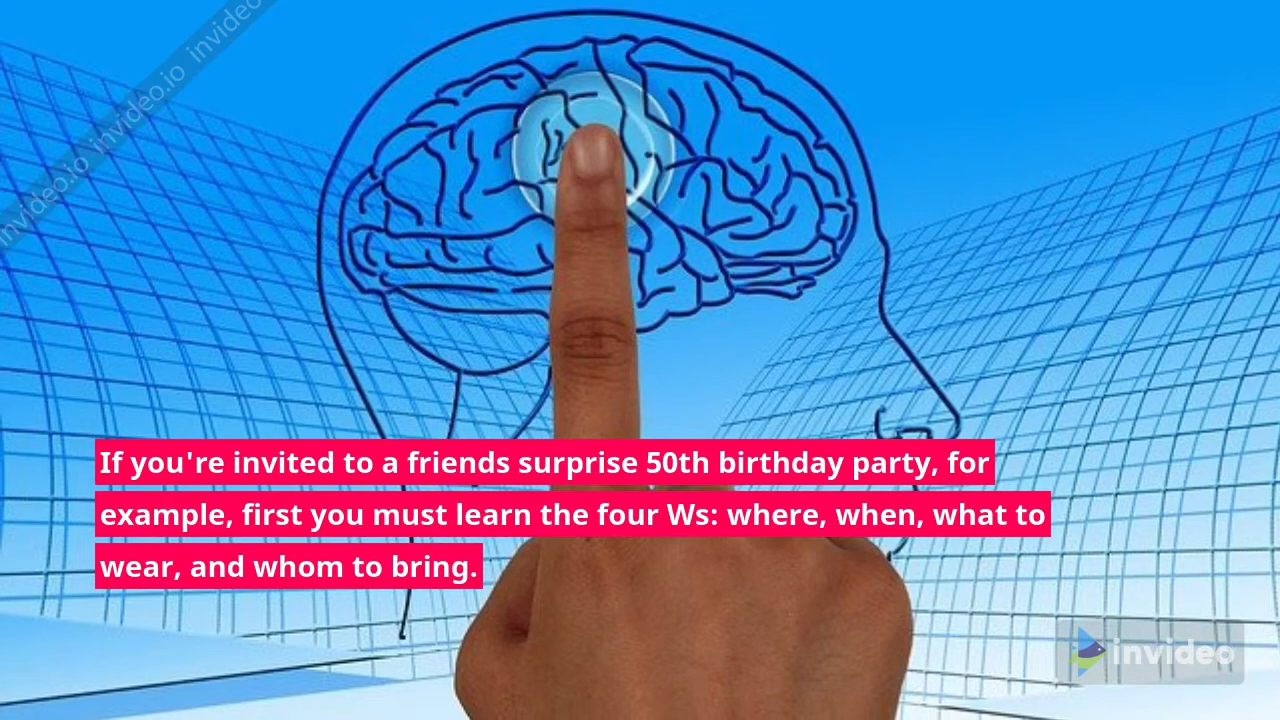 invideo.io invideo.io invideo
If you're invited to a friends surprise 50th birthday party, for
example, first you must learn the four Ws: where, when, what to
wear, and whom to bring.
invideo